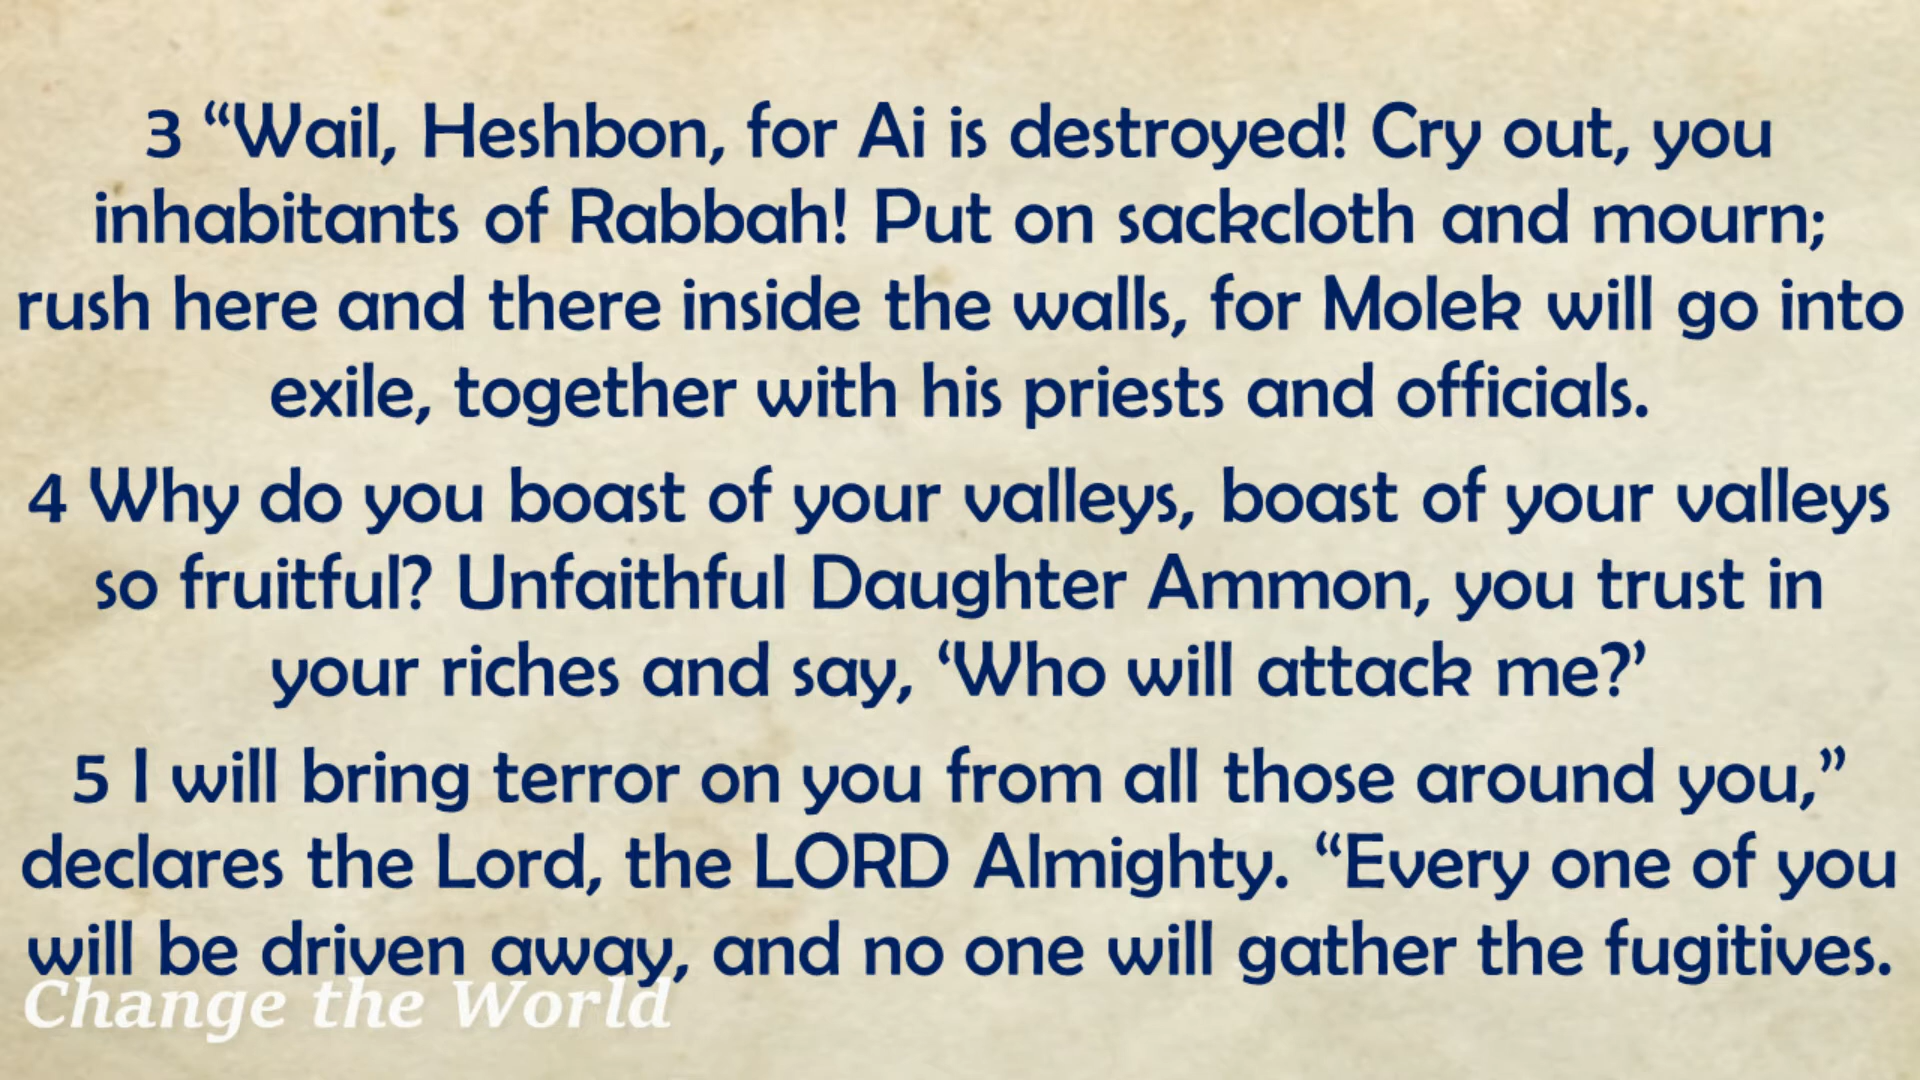 3 “Wail, Heshbon, for Ai is destroyed! Cry out, you
inhabitants of Rabbah! Put on sackcloth and mourn;
rush here and there inside the walls, for Molek will go into
exile, together with his priests and officials.
4 Why do you boast of your valleys, boast of your valleys
so fruitful? Unfaithful Daughter Ammon, you trust in
your riches and say, ‘Who will attack me?’
5 I will bring terror on you from all those around you,”
declares the Lord, the LORD Almighty. “Every one of you
will be driven away, and no one will gather the fugitives.
Change the World